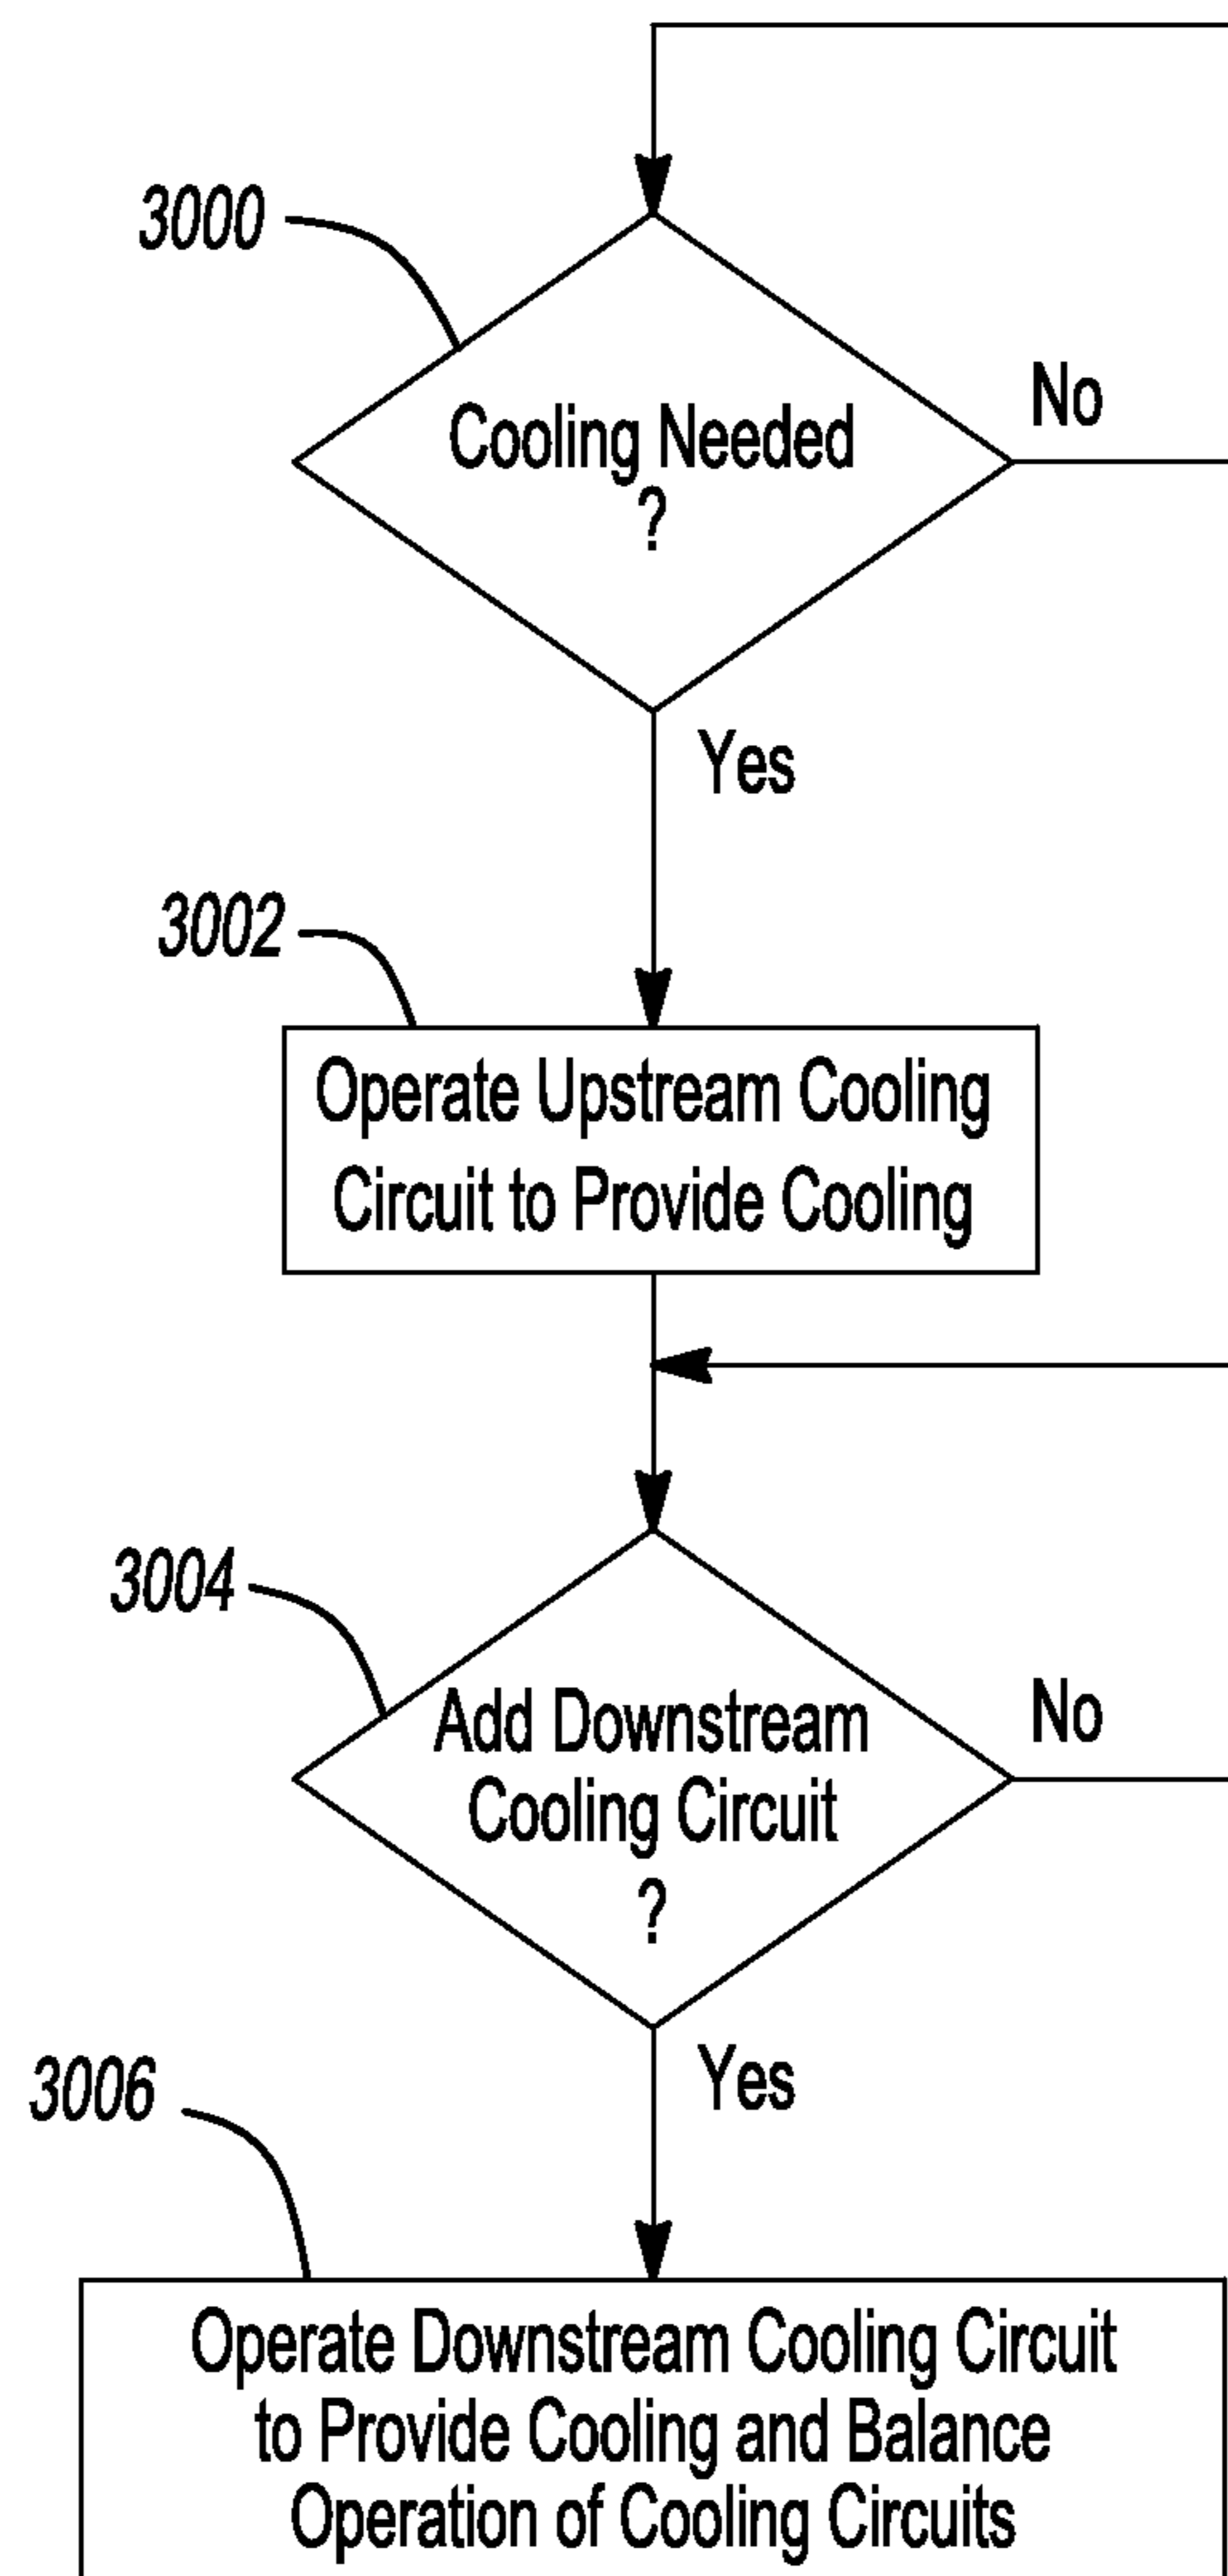 3000
Cooling Needed
?
No
Yes
3002
Operate Upstream Cooling
Circuit to Provide Cooling
3004
Add Downstream
Cooling Circuit
?
No
Yes
3006
Operate Downstream Cooling Circuit
to Provide Cooling and Balance
Operation of Cooling Circuits